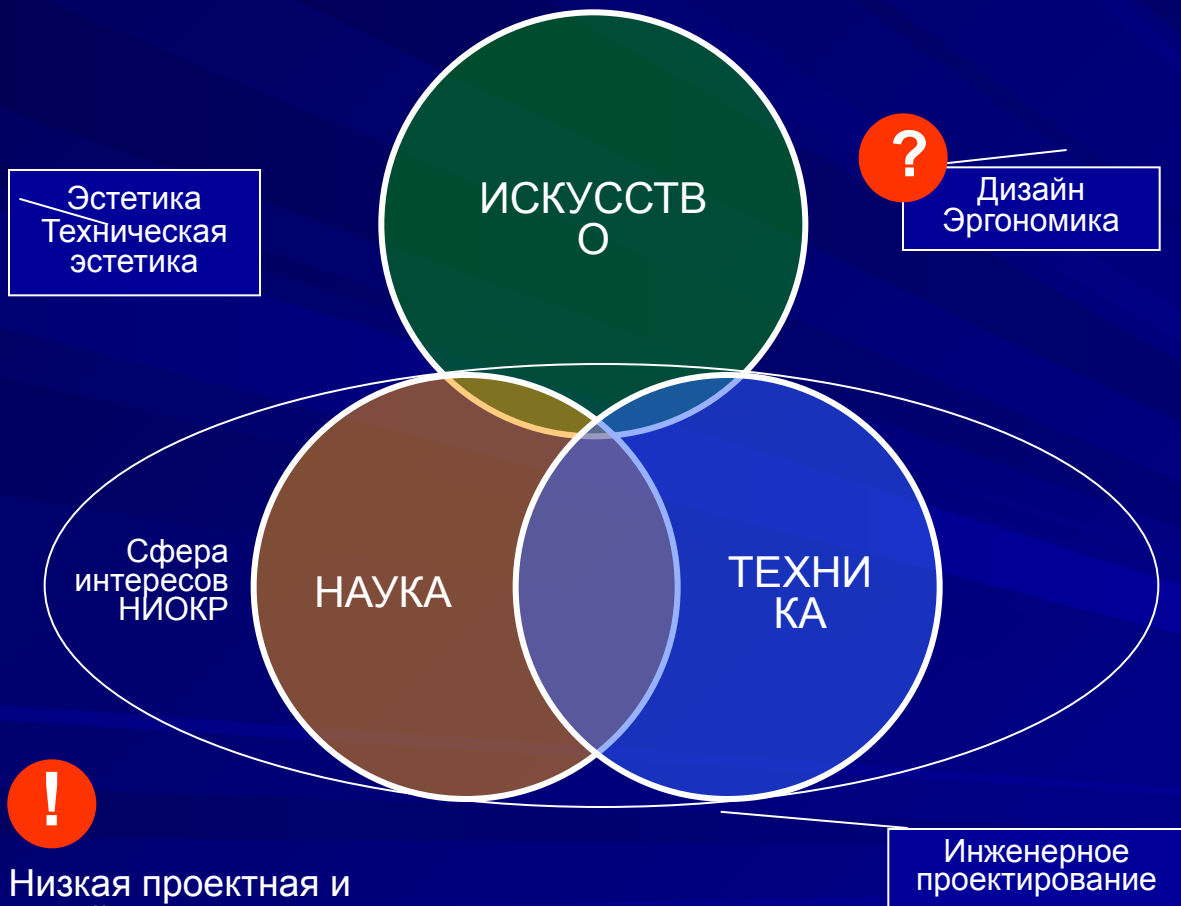 ИСКУССТВ
О
?
Дизайн
Эргономика
Эстетика
Техническая
эстетика
Сфера
интересов
НИОКР
НАУКА
ТЕХНИ
КА
!
Низкая проектная и
Инженерное
проектирование